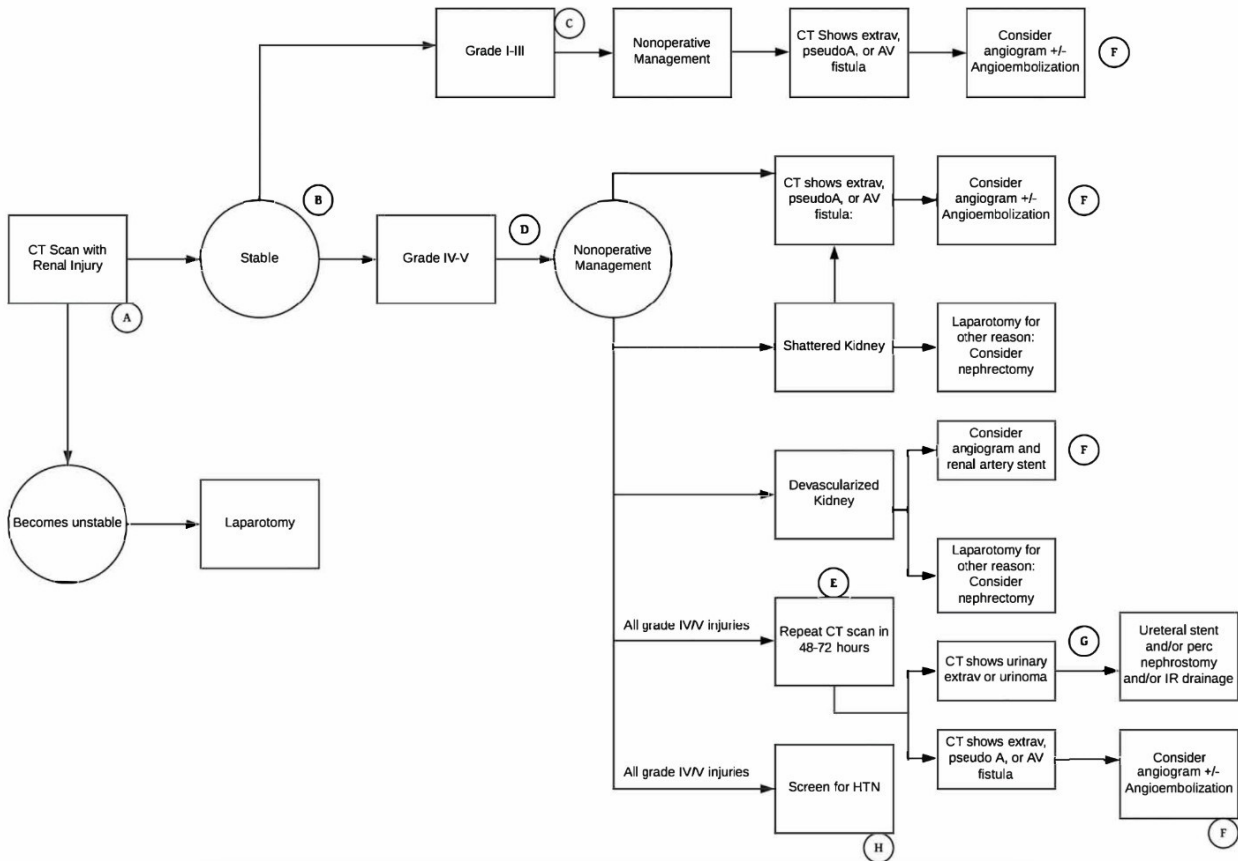 C
Grade I-III
Nonoperative
Management
CT Shows extrav,
pseudoA, or AV
fistula
Consider
angiogram +/-
Angioembolization
F
B
CT Scan with
Renal Injury
A
Stable
Grade IV-V
D
Nonoperative
Management
CT shows extrav,
pseudoA, or AV
fistula:
Consider
angiogram +/-
Angioembolization
F
Shattered Kidney
Laparotomy for
other reason:
Consider
nephrectomy
Becomes unstable
Laparotomy
Devascularized
Kidney
Consider
angiogram and
renal artery stent
F
Laparotomy for
other reason:
Consider
nephrectomy
All grade IV/V injuries
E
Repeat CT scan in
48-72 hours
CT shows urinary
extrav or urinoma
G
Ureteral stent
and/or perc
nephrostomy
and/or IR drainage
CT shows extrav,
pseudo A, or AV
fistula
Consider
angiogram +/-
Angioembolization
F
All grade IV/V injuries
Screen for HTN
H